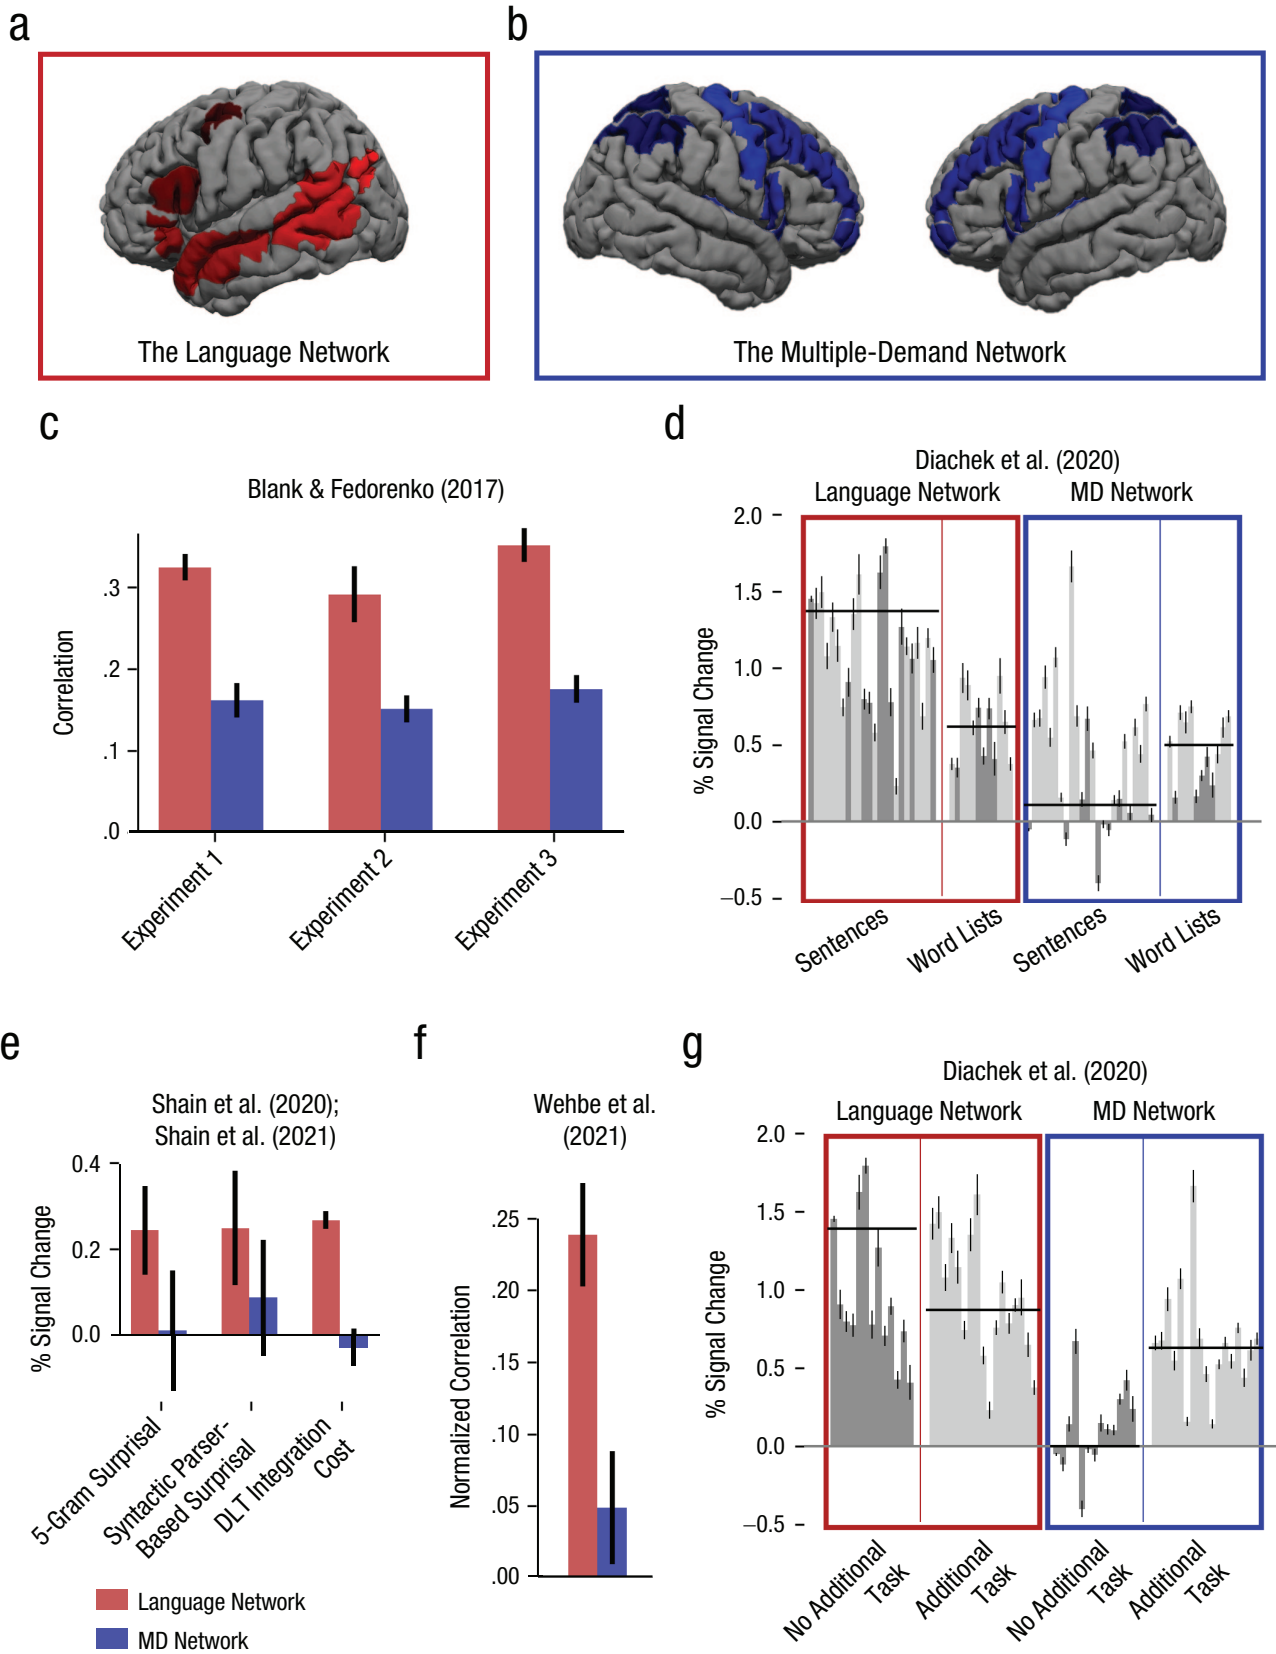 a
b
The Language Network
The Multiple-Demand Network
c
Blank & Fedorenko (2017)
Correlation
.3
.2
.1
.0
Experiment 1
Experiment 2
Experiment 3
d
Diachek et al. (2020)
Language Network
MD Network
% Signal Change
2.0
1.5
1.0
0.5
0.0
−0.5
Sentences
Word Lists
Sentences
Word Lists
e
Shain et al. (2020);
Shain et al. (2021)
% Signal Change
0.4
0.2
0.0
5-Gram Surprisal
Syntactic Parser-
Based Surprisal
DLT Integration
Cost
Language Network
MD Network
f
Wehbe et al.
(2021)
Normalized Correlation
.25
.20
.15
.10
.05
.00
g
Diachek et al. (2020)
Language Network
MD Network
% Signal Change
2.0
1.5
1.0
0.5
0.0
−0.5
No Additional
Task
Additional
Task
No Additional
Task
Additional
Task